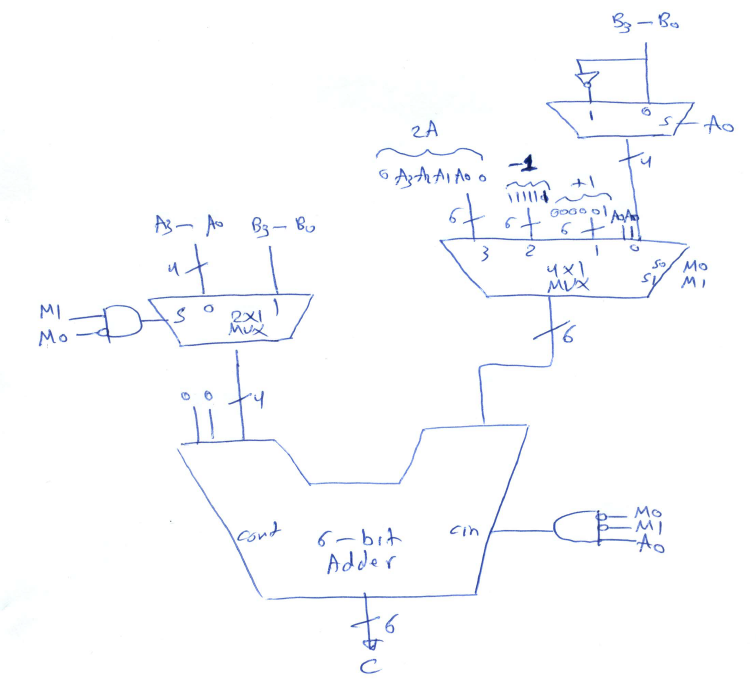 B3 – B0
1 0 S A0
4
2A
0 A3 A2 A1 A0 0
-1
111111
+1
000001
A0 A0
6 6 6
3 2 1 0
4x1
MUX
S0 M0
S1 M1
6
A3 – A0 B3 – B0
4
M1
M0
S 0 1
2x1
MUX
0 0
4
Cout
6-bit
Adder
cin
M0
M1
A0
6
C